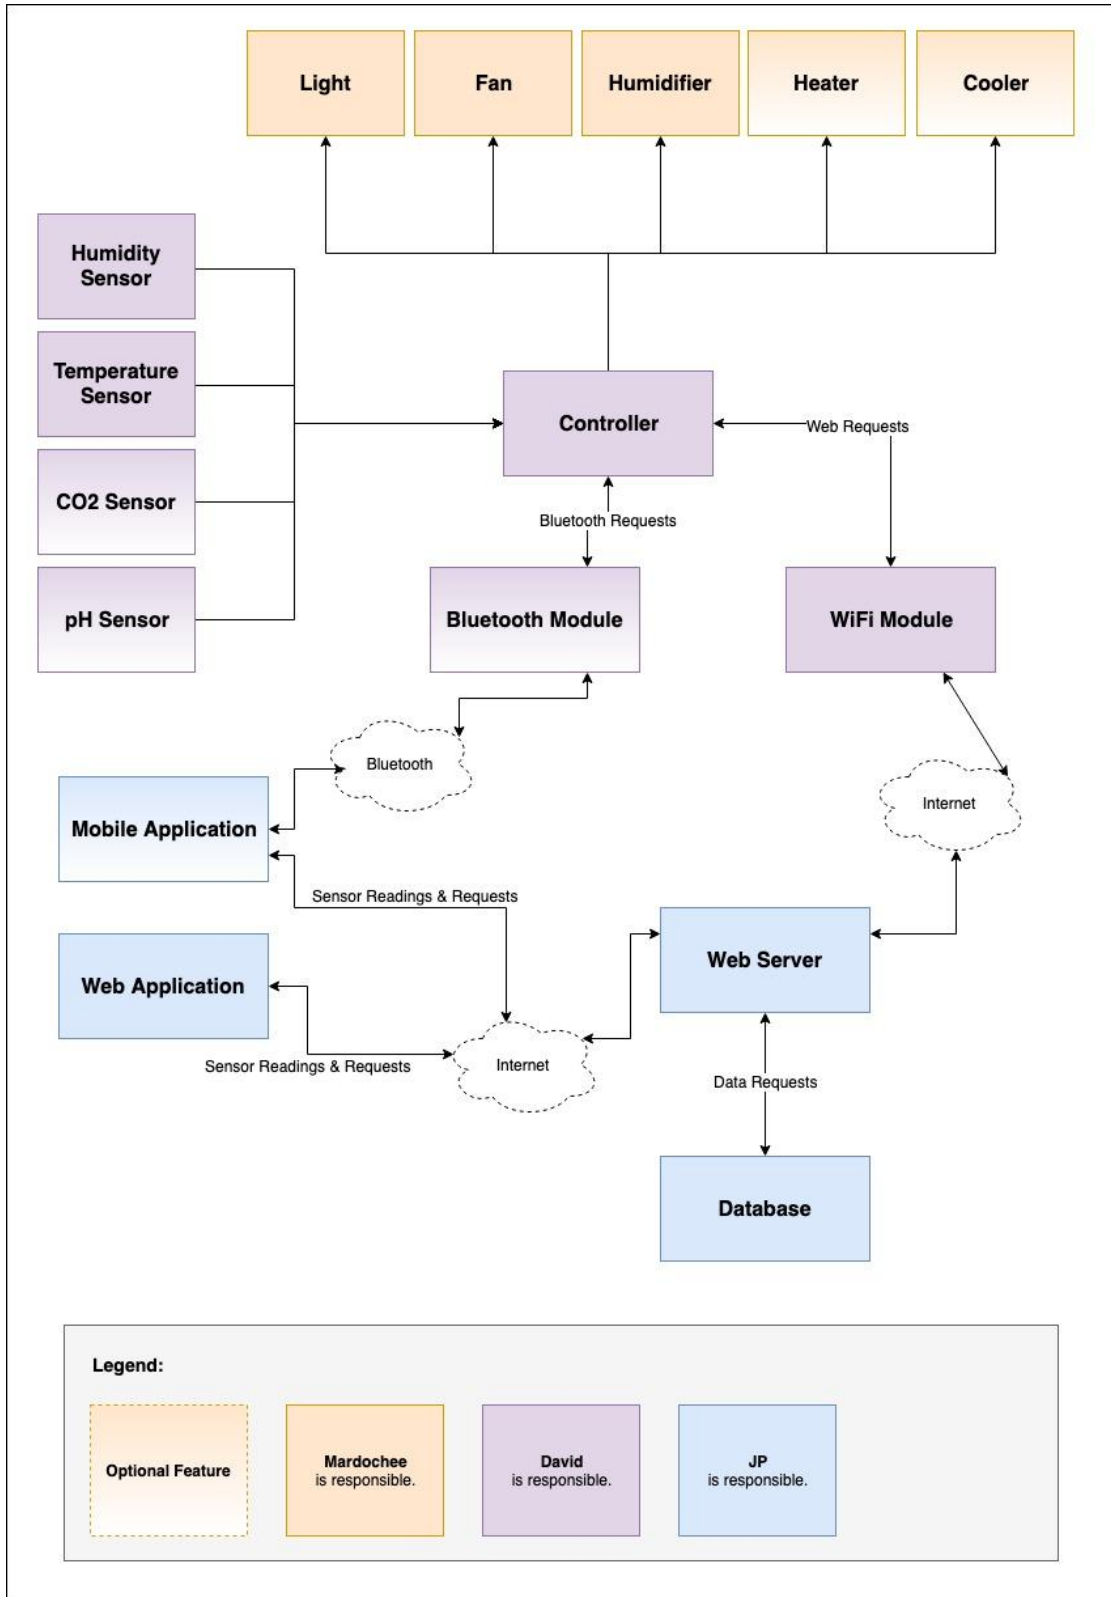 Light
Fan
Humidifier
Heater
Cooler
Humidity
Sensor
Temperature
Sensor
CO2 Sensor
pH Sensor
Controller
Web Requests
Bluetooth Requests
Bluetooth Module
WiFi Module
Bluetooth
Internet
Mobile Application
Sensor Readings & Requests
Web Application
Web Server
Sensor Readings & Requests
Internet
Data Requests
Database
Legend:
Optional Feature
Mardochee
is responsible.
David
is responsible.
JP
is responsible.